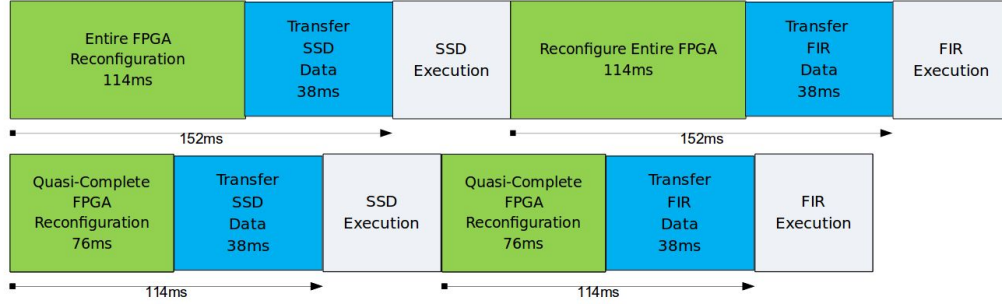 Entire FPGA
Reconfiguration
114ms
Transfer
SSD
Data
38ms
SSD
Execution
Reconfigure Entire FPGA
114ms
Transfer
FIR
Data
38ms
FIR
Execution
152ms
152ms
Quasi-Complete
FPGA
Reconfiguration
76ms
Transfer
SSD
Data
38ms
SSD
Execution
Quasi-Complete
FPGA
Reconfiguration
76ms
Transfer
FIR
Data
38ms
FIR
Execution
114ms
114ms